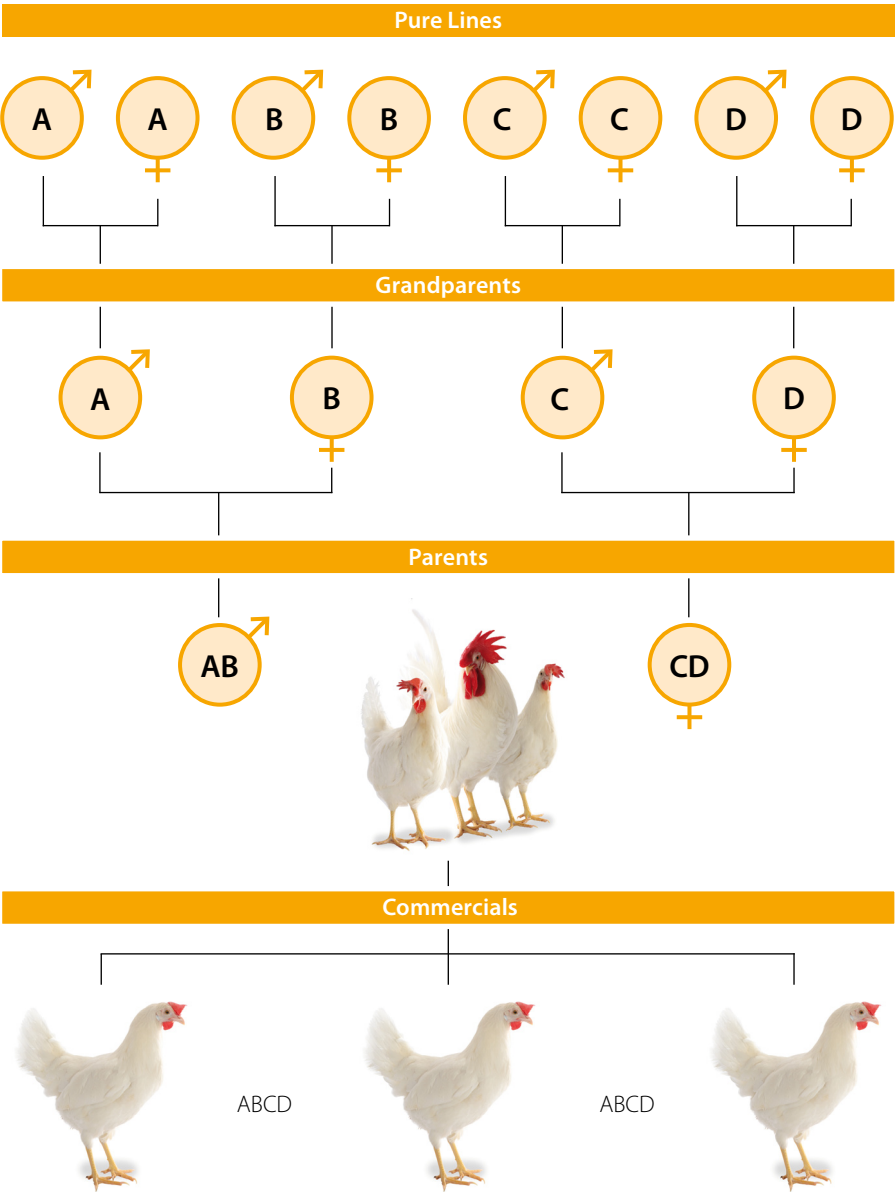 Pure Lines
A A B B C C D D
Grandparents
A B C D
Parents
AB CD
Commercials
ABCD ABCD